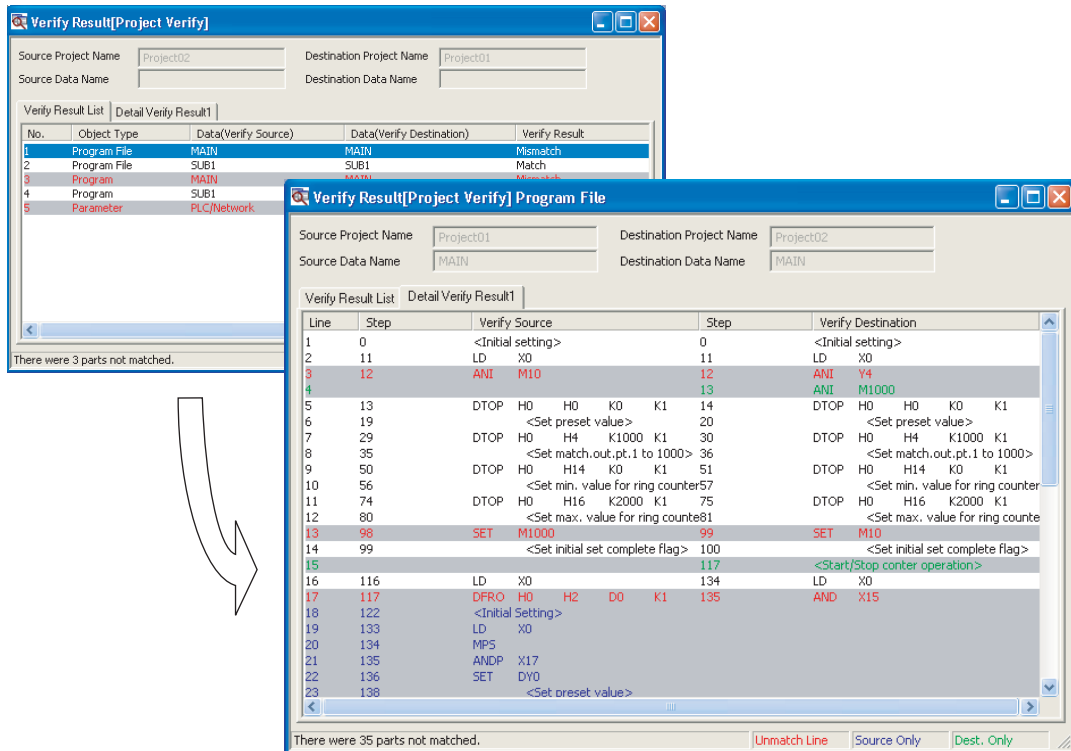 Verify Result[Project Verify]
Source Project Name Project02 Destination Project Name Project01
Source Data Name Destination Data Name
Verify Result List Detail Verify Result1
No. Object Type Data(Verify Source) Data(Verify Destination) Verify Result
1 Program File MAIN MAIN Mismatch
2 Program File SUB1 SUB1 Match
3 Program MAIN MAIN Mismatch
4 Program SUB1
5 Parameter PLC/Network
There were 3 parts not matched.
Verify Result[Project Verify] Program File
Source Project Name Project01 Destination Project Name Project02
Source Data Name MAIN Destination Data Name MAIN
Verify Result List Detail Verify Result1
Line Step Verify Source Step Verify Destination
1 0 <Initial setting> 0 <Initial setting>
2 11 LD X0 11 LD X0
3 12 ANI M10 12 ANI Y4
4 13 ANI M1000
5 13 DTOP H0 H0 K0 K1 14 DTOP H0 H0 K0 K1
6 19 <Set preset value> 20 <Set preset value>
7 29 DTOP H0 H4 K1000 K1 30 DTOP H0 H4 K1000 K1
8 35 <Set match.out.pt.1 to 1000> 36 <Set match.out.pt.1 to 1000>
9 50 DTOP H0 H14 K0 K1 51 DTOP H0 H14 K0 K1
10 56 <Set min. value for ring counter 57 <Set min. value for ring counter
11 74 DTOP H0 H16 K2000 K1 75 DTOP H0 H16 K2000 K1
12 80 <Set max. value for ring counte 81 <Set max. value for ring counte
13 98 SET M1000 99 SET M10
14 99 <Set initial set complete flag> 100 <Set initial set complete flag>
15 117 <Start/Stop conter operation>
16 116 LD X0 134 LD X0
17 117 DFRO H0 H2 D0 K1 135 AND X15
18 122 <Initial Setting>
19 133 LD X0
20 134 MPS
21 135 ANDP X17
22 136 SET DY0
23 138 <Set preset value>
There were 35 parts not matched. Unmatch Line Source Only Dest. Only